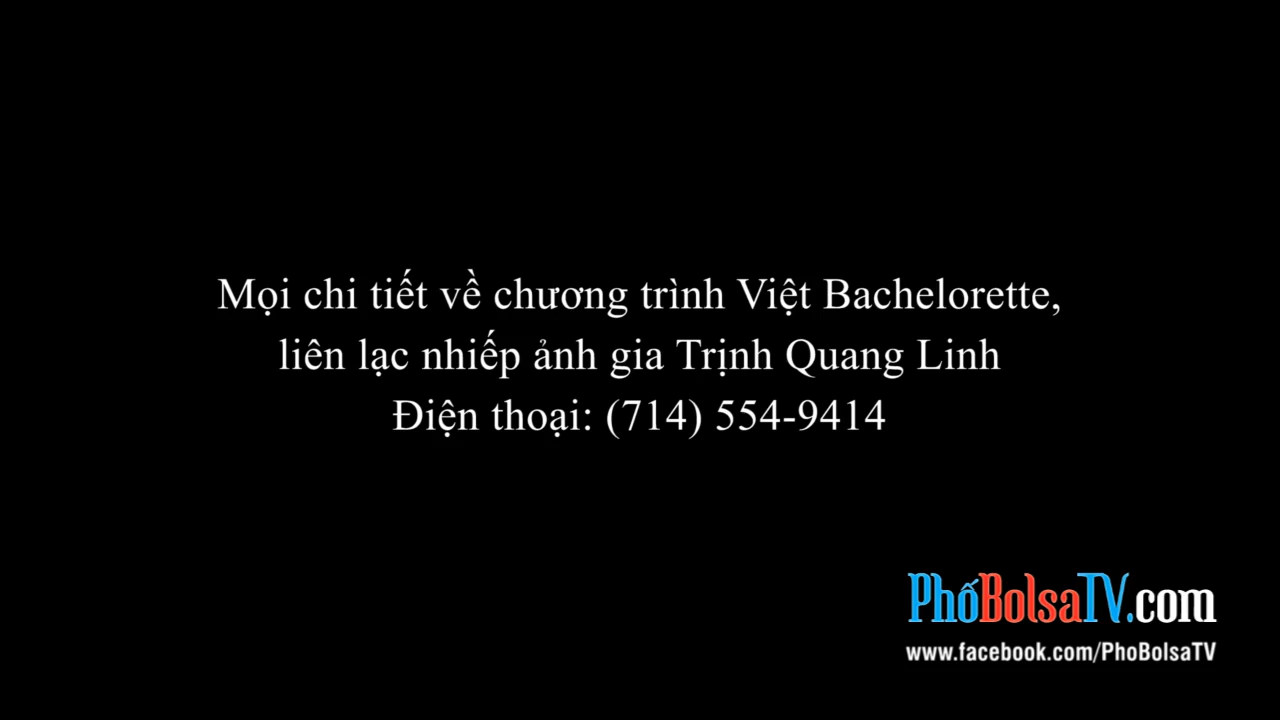 Mọi chi tiết về chương trình Việt Bachelorette,
liên lạc nhiếp ảnh gia Trịnh Quang Linh
Điện thoại: (714) 554-9414
PhốBolsaTV.com
www.facebook.com/PhoBolsaTV